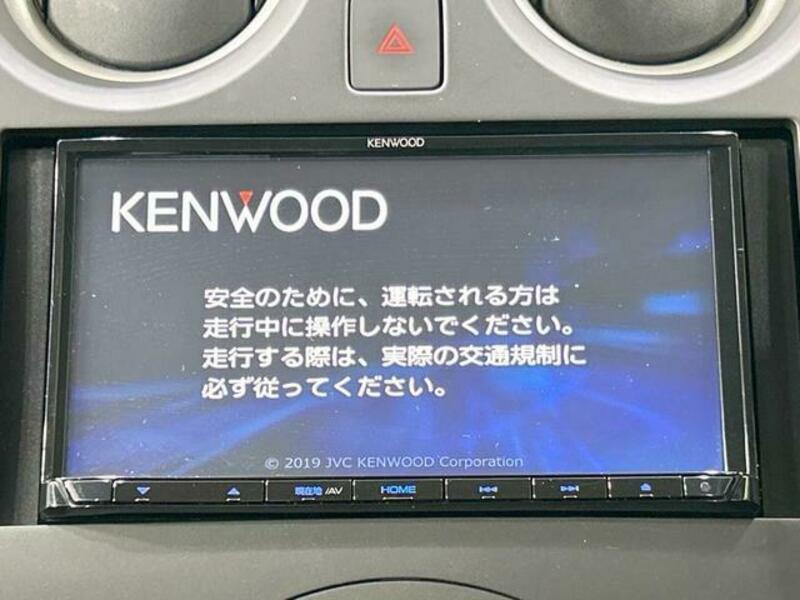 KENWOOD
KENWOOD
安全のために、運転される方は
走行中に操作しないでください。
走行する際は、実際の交通規制に
必ず従ってください。
© 2019 JVC KENWOOD Corporation
現在地 /AV HOME